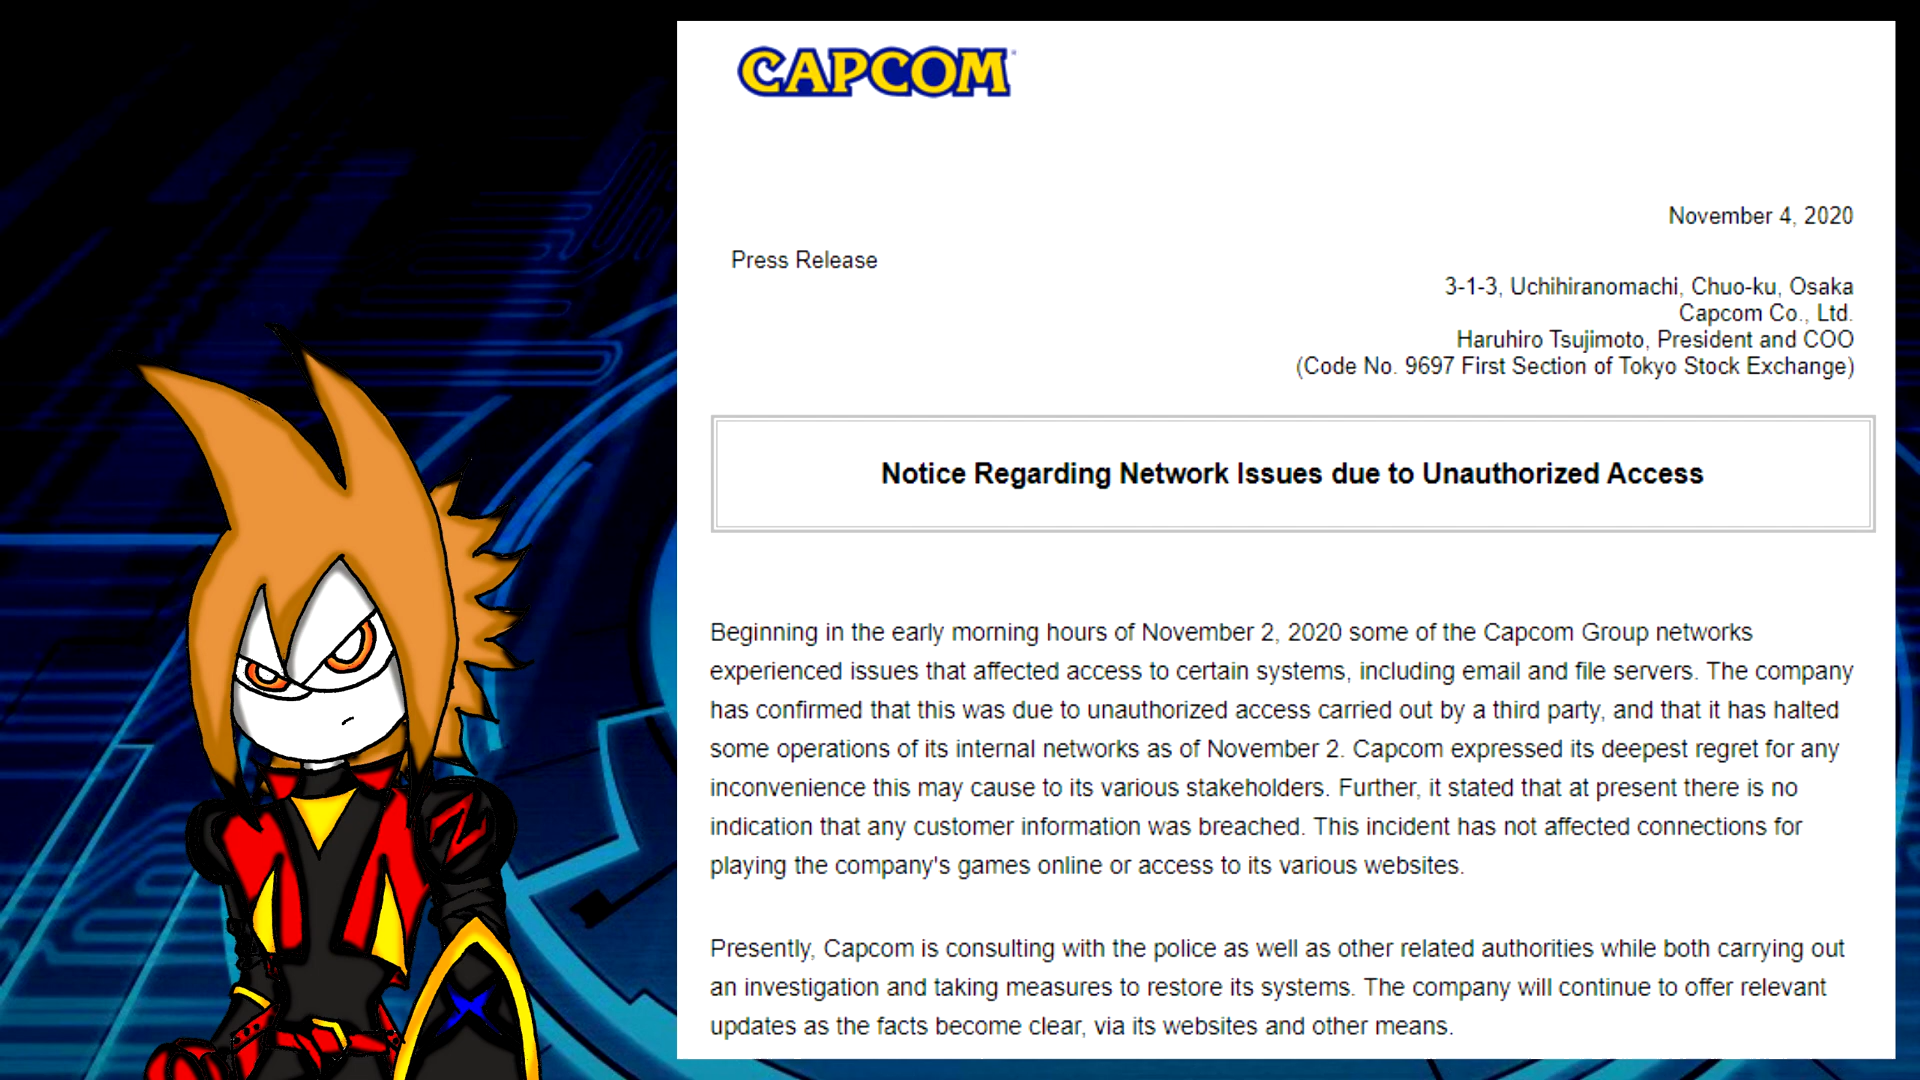 CAPCOM
November 4, 2020
Press Release
3-1-3, Uchihiranomachi, Chuo-ku, Osaka
Capcom Co., Ltd.
Haruhiro Tsujimoto, President and COO
(Code No. 9697 First Section of Tokyo Stock Exchange)
Notice Regarding Network Issues due to Unauthorized Access
Beginning in the early morning hours of November 2, 2020 some of the Capcom Group networks
experienced issues that affected access to certain systems, including email and file servers. The company
has confirmed that this was due to unauthorized access carried out by a third party, and that it has halted
some operations of its internal networks as of November 2. Capcom expressed its deepest regret for any
inconvenience this may cause to its various stakeholders. Further, it stated that at present there is no
indication that any customer information was breached. This incident has not affected connections for
playing the company's games online or access to its various websites.
Presently, Capcom is consulting with the police as well as other related authorities while both carrying out
an investigation and taking measures to restore its systems. The company will continue to offer relevant
updates as the facts become clear, via its websites and other means.
Z